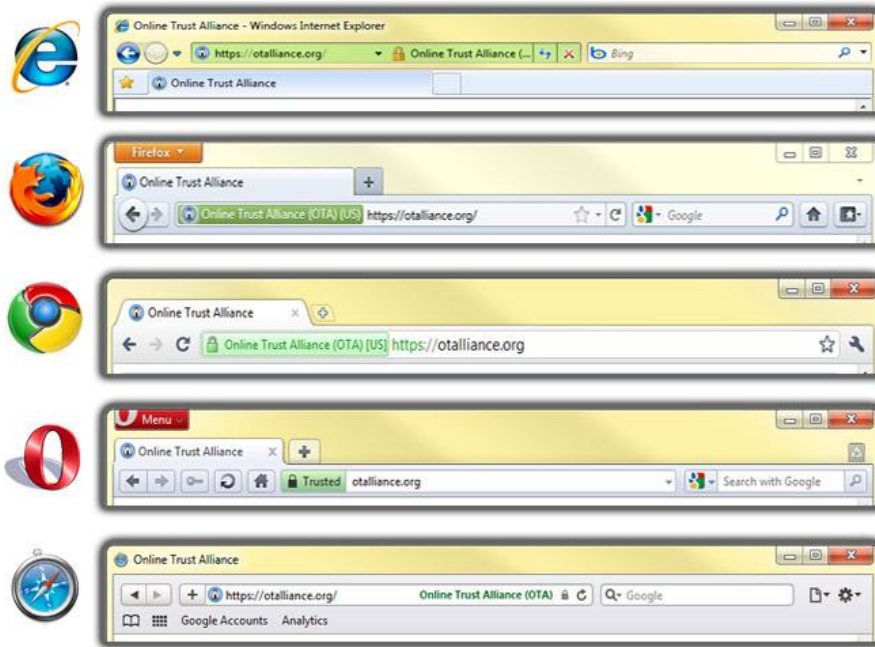 Online Trust Alliance - Windows Internet Explorer
https://otalliance.org/ Online Trust Alliance (... Bing
Online Trust Alliance
Firefox
Online Trust Alliance
Online Trust Alliance (OTA) (US) https://otalliance.org/ Google
Online Trust Alliance
Online Trust Alliance (OTA) [US] https://otalliance.org
Menu
Online Trust Alliance
Trusted otalliance.org Search with Google
Online Trust Alliance
https://otalliance.org/ Online Trust Alliance (OTA) Google
Google Accounts Analytics